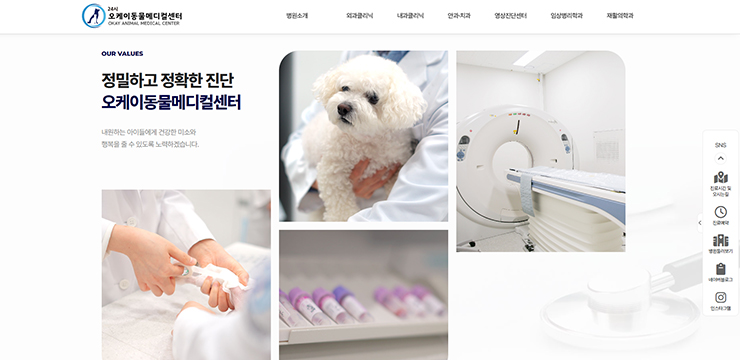 24시
오케이동물메디컬센터
OKAY ANIMAL MEDICAL CENTER
병원소개
외과클리닉
내과클리닉
안과·치과
영상진단센터
임상병리학과
재활의학과
OUR VALUES
정밀하고 정확한 진단
오케이동물메디컬센터
내원하는 아이들에게 건강한 미소와
행복을 줄 수 있도록 노력하겠습니다.
SNS
진료시간 및
오시는길
진료예약
병원둘러보기
네이버블로그
인스타그램